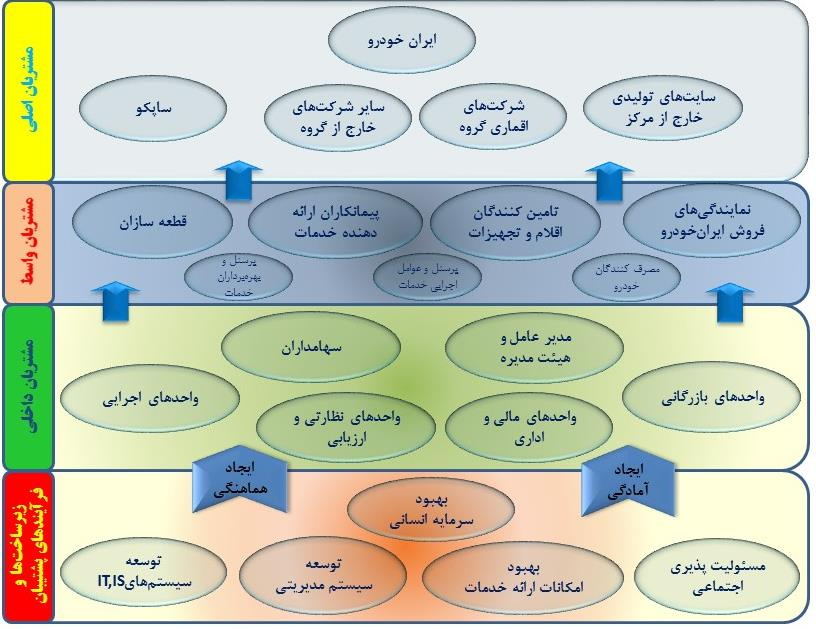 مشتریان اصلی
ایران خودرو
سایت‌های تولیدی
خارج از مرکز
شرکت‌های
اقماری گروه
سایر شرکت‌های
خارج از گروه
ساپکو
مشتریان واسط
نمایندگی‌های
فروش ایران‌خودرو
تامین کنندگان
اقلام و تجهیزات
پیمانکاران ارائه
دهنده خدمات
قطعه سازان
مصرف کنندگان
خودرو
پرسنل و عوامل
اجرایی خدمات
پرسنل و
بهره‌برداران
خدمات
مشتریان داخلی
مدیر عامل و
هیئت مدیره
سهامداران
واحدهای بازرگانی
واحدهای مالی و
اداری
واحدهای نظارتی و
ارزیابی
واحدهای اجرایی
ایجاد
آمادگی
ایجاد
هماهنگی
زیرساخت‌ها و
فرآیندهای پشتیبان
بهبود
سرمایه انسانی
مسئولیت پذیری
اجتماعی
بهبود
امکانات ارائه خدمات
توسعه
سیستم مدیریتی
توسعه
سیستم‌هایIT,IS